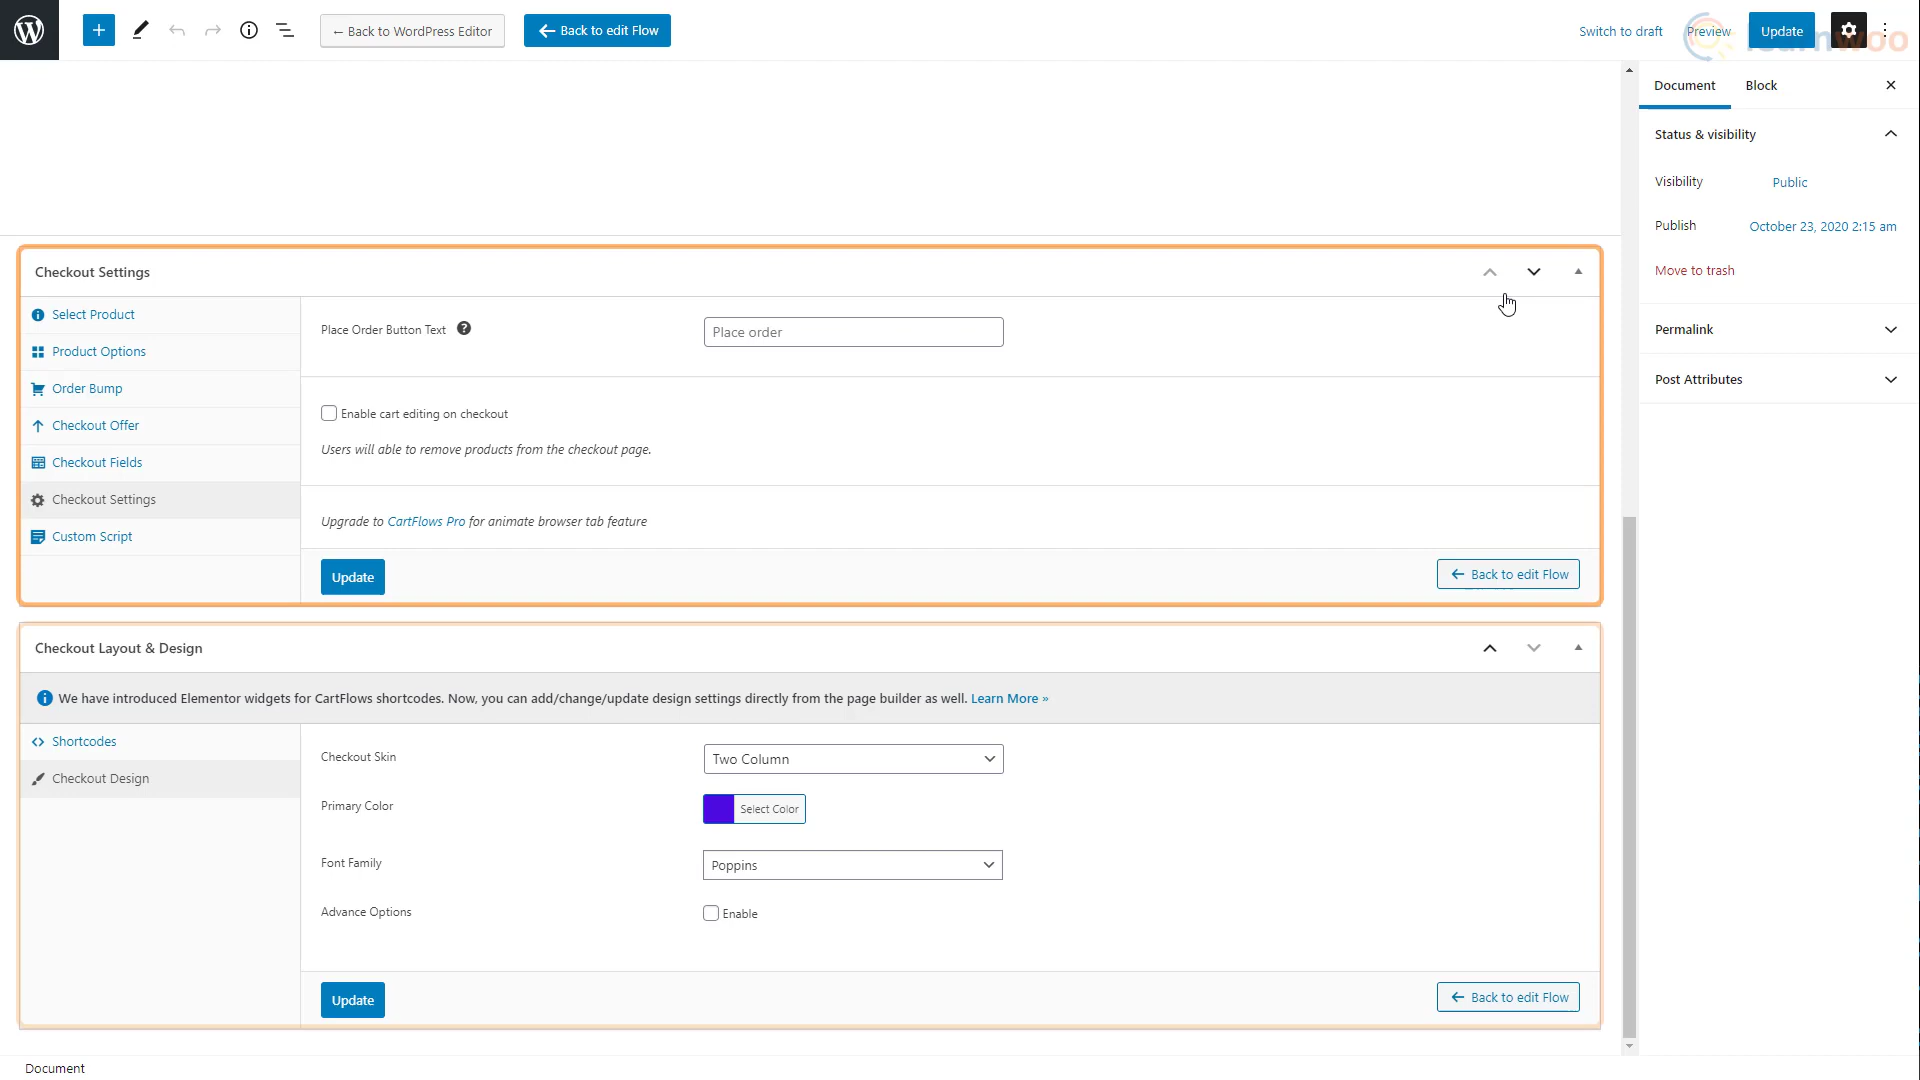 ← Back to WordPress Editor
Back to edit Flow
Switch to draft
Preview
Update
Document
Block
Status & visibility
Visibility
Public
Publish
October 23, 2020 2:15 am
Move to trash
Permalink
Post Attributes
Checkout Settings
Select Product
Product Options
Order Bump
Checkout Offer
Checkout Fields
Checkout Settings
Custom Script
Place Order Button Text
Place order
Enable cart editing on checkout
Users will able to remove products from the checkout page.
Upgrade to CartFlows Pro for animate browser tab feature
Update
Back to edit Flow
Checkout Layout & Design
We have introduced Elementor widgets for CartFlows shortcodes. Now, you can add/change/update design settings directly from the page builder as well. Learn More »
Shortcodes
Checkout Design
Checkout Skin
Two Column
Primary Color
Select Color
Font Family
Poppins
Advance Options
Enable
Update
Back to edit Flow
Document